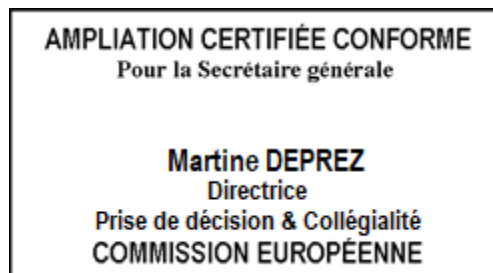 AMPLIATION CERTIFIÉE CONFORME
Pour la Secrétaire générale
Martine DEPREZ
Directrice
Prise de décision & Collégialité
COMMISSION EUROPÉENNE